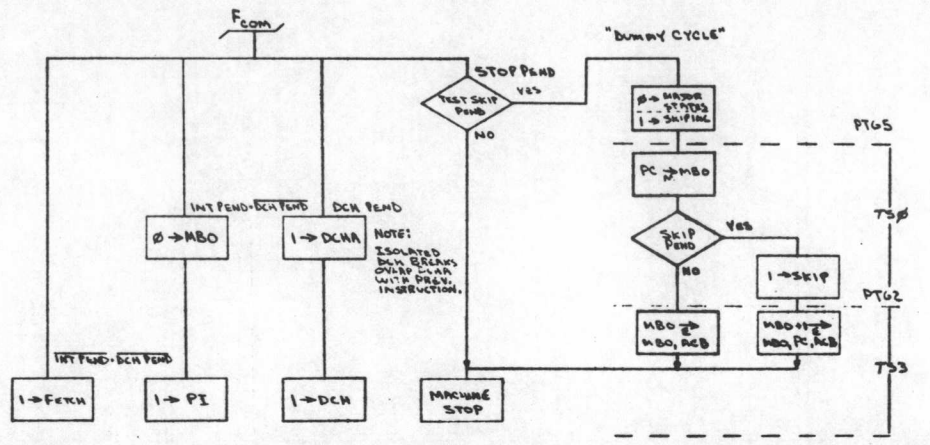 Fcom
"DUMMY CYCLE"
STOP PEND
TEST SKIP
PEND
YES
NO
Ø→MAJOR
STATES
1→SKIPINC
PTG5
PC → MBO
TSØ
INT PEND·DCH PEND
DCH PEND
Ø→MBO
1→DCHA
NOTE:
ISOLATED
DCH BREAKS
OVLAP DCHA
WITH PREV.
INSTRUCTION.
SKIP
PEND
YES
NO
1→SKIP
PTG2
MBO →
MBO, ACB
MBO+1→
MBO, PC, ACB
TS3
INT PEND·DCH PEND
1→FETCH
1→PI
1→DCH
MACHINE
STOP